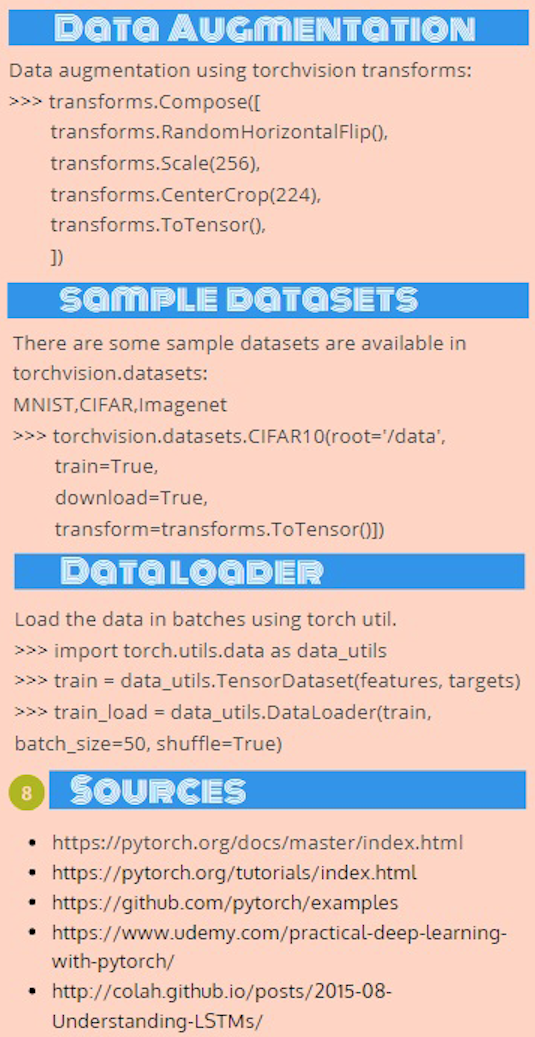 Data Augmentation
Data augmentation using torchvision transforms:
>>> transforms.Compose([
transforms.RandomHorizontalFlip(),
transforms.Scale(256),
transforms.CenterCrop(224),
transforms.ToTensor(),
])
Sample Datasets
There are some sample datasets are available in
torchvision.datasets:
MNIST,CIFAR,Imagenet
>>> torchvision.datasets.CIFAR10(root='/data',
train=True,
download=True,
transform=transforms.ToTensor()])
Data Loader
Load the data in batches using torch util.
>>> import torch.utils.data as data_utils
>>> train = data_utils.TensorDataset(features, targets)
>>> train_load = data_utils.DataLoader(train,
batch_size=50, shuffle=True)
8 Sources
• https://pytorch.org/docs/master/index.html
• https://pytorch.org/tutorials/index.html
• https://github.com/pytorch/examples
• https://www.udemy.com/practical-deep-learning-
with-pytorch/
• http://colah.github.io/posts/2015-08-
Understanding-LSTMs/